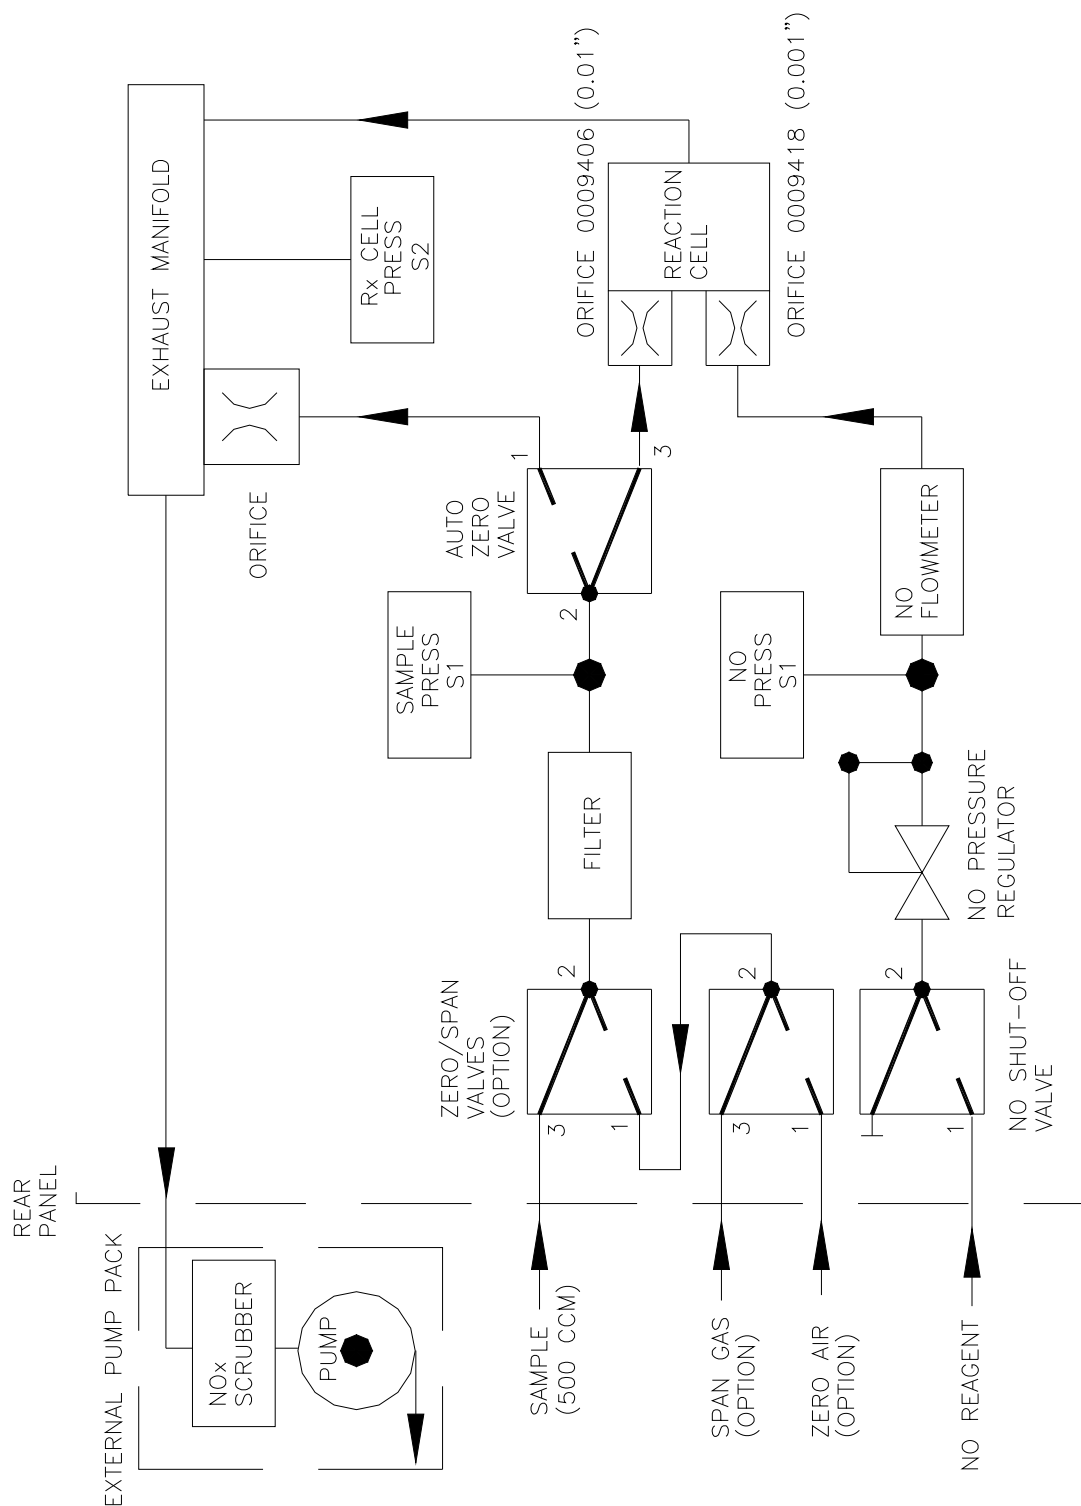 REAR
PANEL
EXTERNAL PUMP PACK
NOx
SCRUBBER
PUMP
EXHAUST MANIFOLD
ORIFICE
Rx CELL
PRESS
S2
SAMPLE
(500 CCM)
ZERO/SPAN
VALVES
(OPTION)
3
1
2
FILTER
SAMPLE
PRESS
S1
AUTO
ZERO
VALVE
2
1
3
ORIFICE 0009406 (0.01")
REACTION
CELL
ORIFICE 0009418 (0.001")
SPAN GAS
(OPTION)
ZERO AIR
(OPTION)
3
1
2
NO REAGENT
1
2
NO SHUT-OFF
VALVE
NO PRESSURE
REGULATOR
NO
PRESS
S1
NO
FLOWMETER